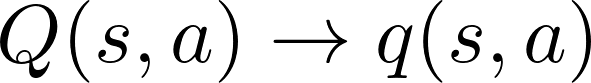 Q(s, a) → q(s, a)